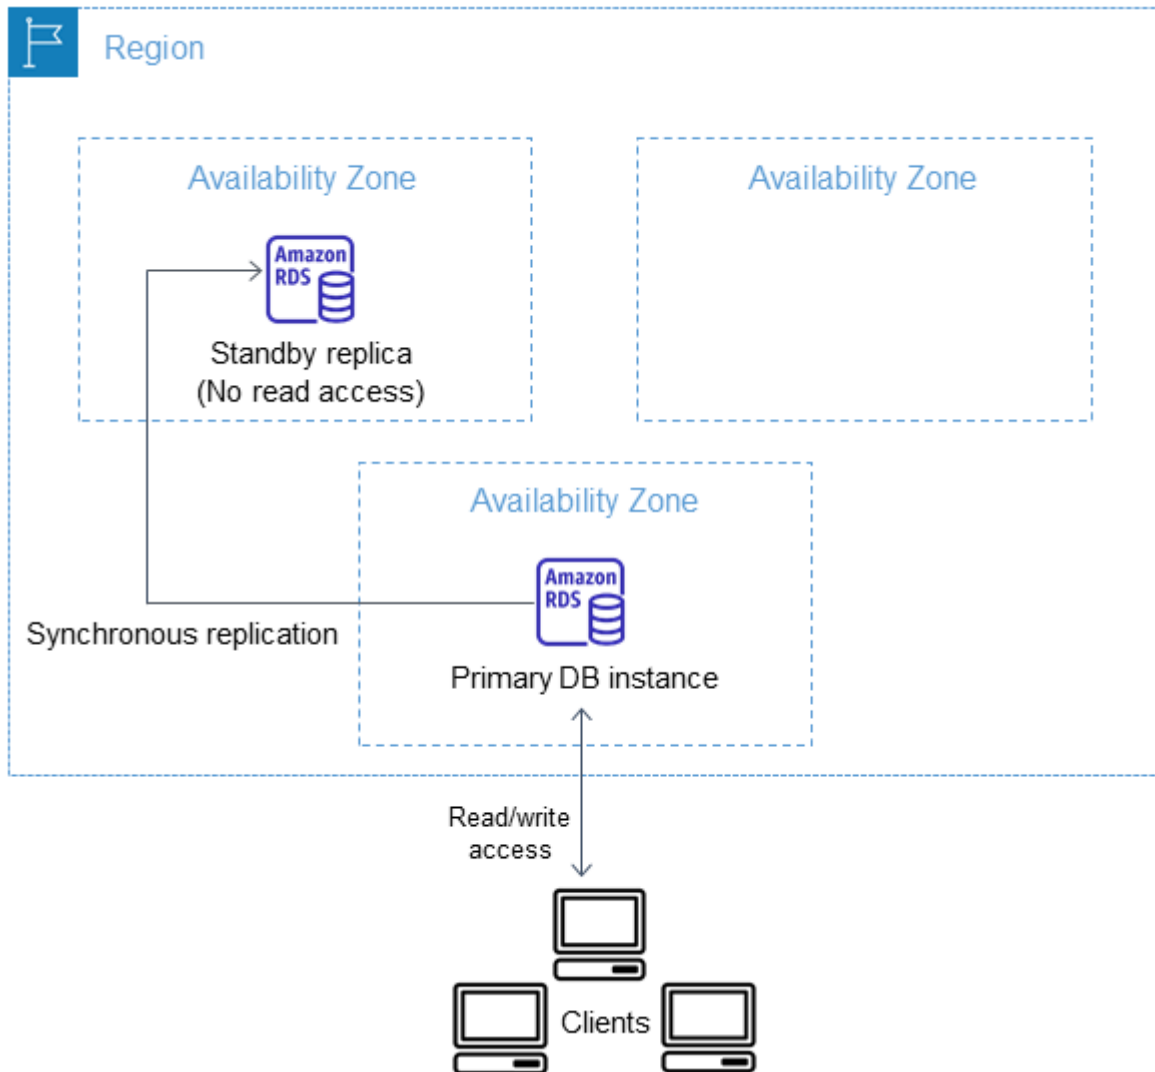 Region
Availability Zone
Availability Zone
Amazon
RDS
Standby replica
(No read access)
Availability Zone
Amazon
RDS
Synchronous replication
Primary DB instance
Read/write
access
Clients